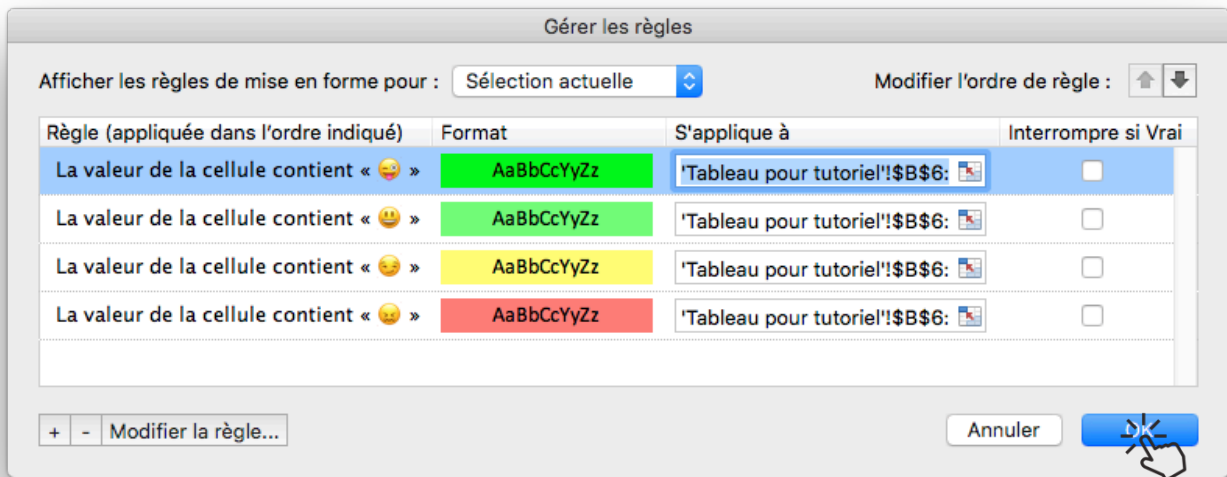 Gérer les règles
Afficher les règles de mise en forme pour : Sélection actuelle Modifier l'ordre de règle :
Règle (appliquée dans l'ordre indiqué) Format S'applique à Interrompre si Vrai
La valeur de la cellule contient « 😜 » AaBbCcYyZz 'Tableau pour tutoriel'!$B$6:
La valeur de la cellule contient « 😃 » AaBbCcYyZz 'Tableau pour tutoriel'!$B$6:
La valeur de la cellule contient « 😏 » AaBbCcYyZz 'Tableau pour tutoriel'!$B$6:
La valeur de la cellule contient « 😖 » AaBbCcYyZz 'Tableau pour tutoriel'!$B$6:
+ - Modifier la règle... Annuler OK